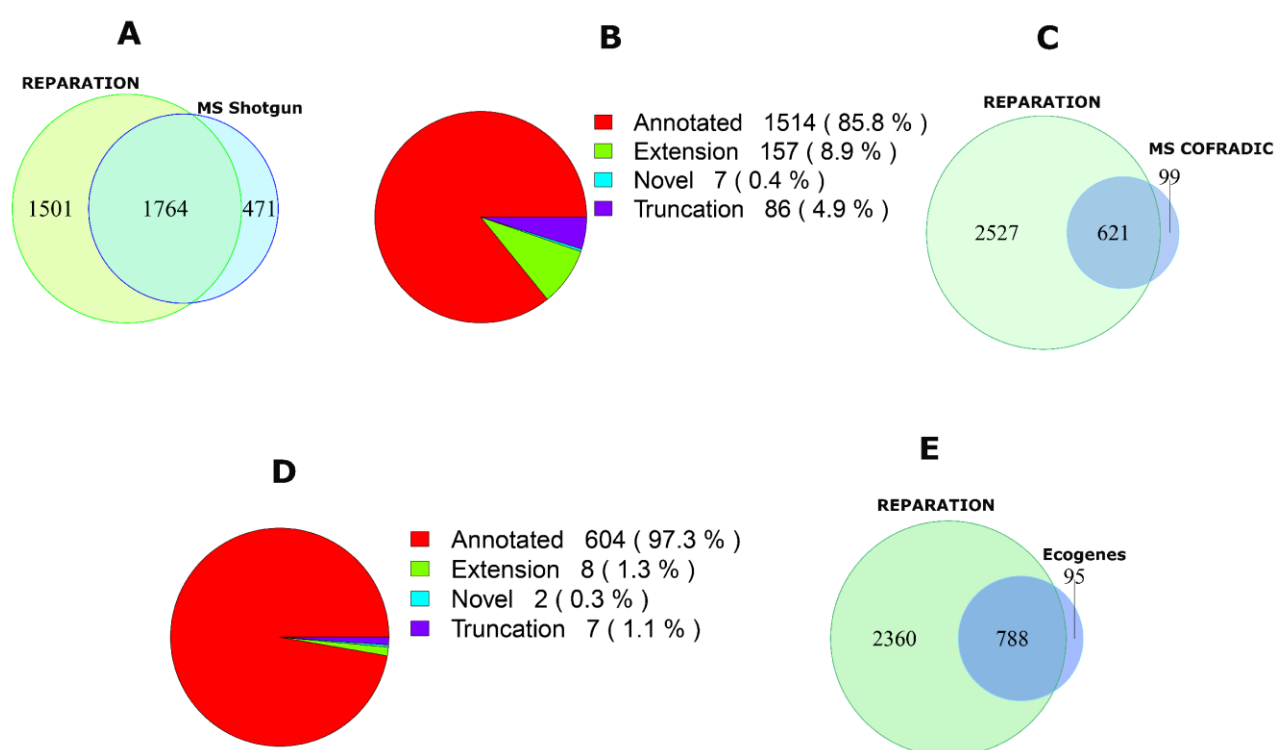 A
REPARATION
MS Shotgun
1501
1764
471
B
Annotated 1514 ( 85.8 % )
Extension 157 ( 8.9 % )
Novel 7 ( 0.4 % )
Truncation 86 ( 4.9 % )
C
REPARATION
MS COFRADIC
99
2527
621
D
Annotated 604 ( 97.3 % )
Extension 8 ( 1.3 % )
Novel 2 ( 0.3 % )
Truncation 7 ( 1.1 % )
E
REPARATION
Ecogenes
95
2360
788